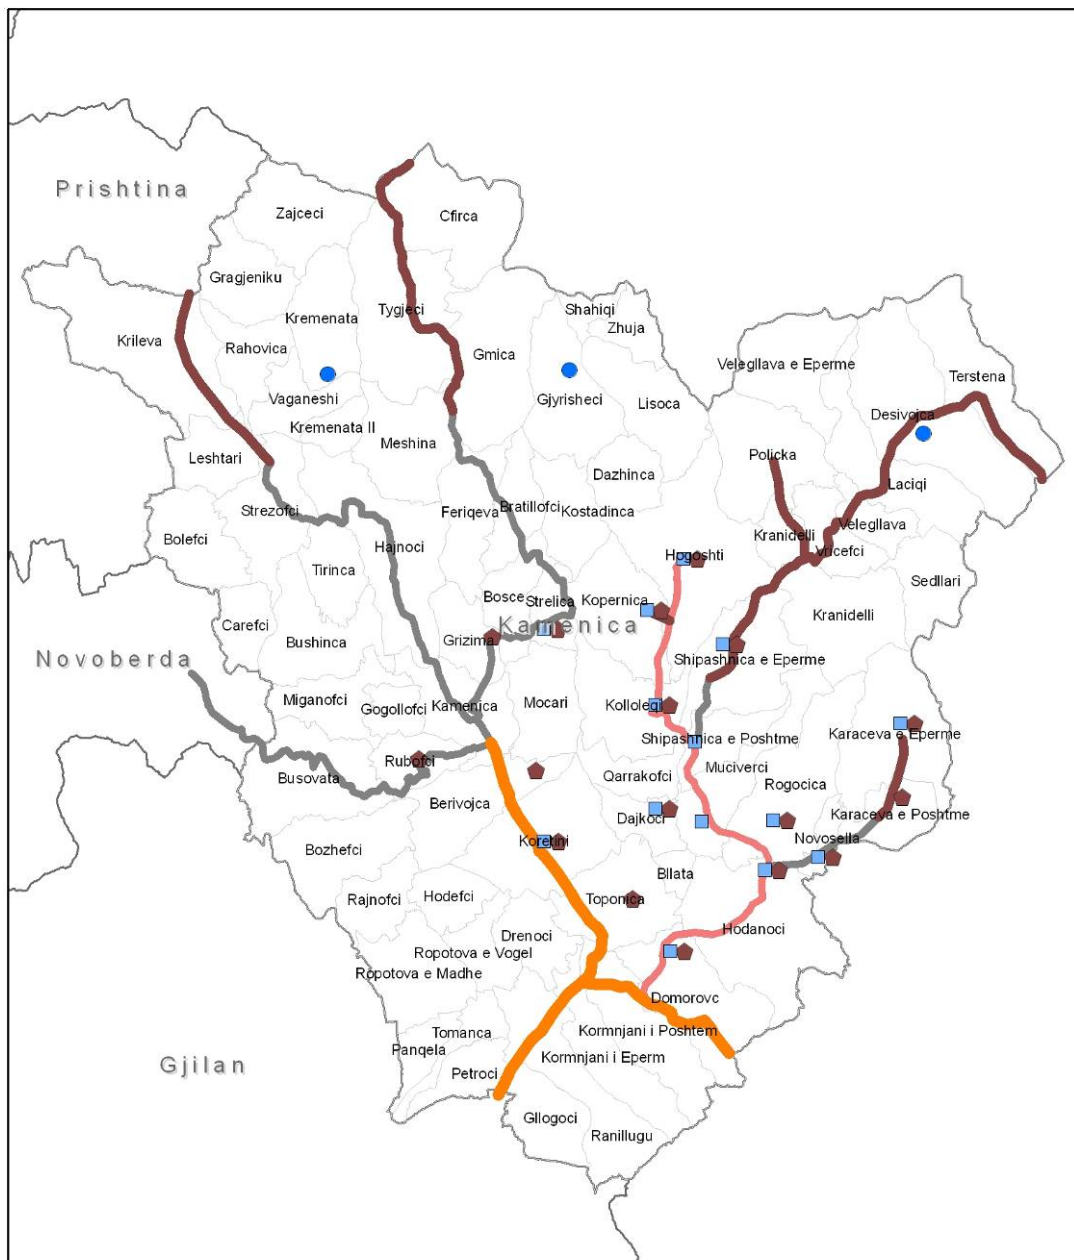 Prishtina
Zajceci
Cfirca
Gragjeniku
Kremenata
Tygjeci
Shahiqi
Zhuja
Krileva
Rahovica
Gmica
Velegllava e Eperme
Terstena
Vaganeshi
Gjyrisheci
Lisoca
Desivojca
Kremenata II
Meshina
Leshtari
Policka
Dazhinca
Laciqi
Strezofci
Feriqeva
Bratillofci
Kostadinca
Velegllava
Kranidelli
Bolefci
Hajnoci
Vricefci
Hogoshti
Tirinca
Sedllari
Bosce
Strelica
Kopernica
Kranidelli
Carefci
Kamenica
Bushinca
Grizima
Novoberda
Shipashnica e Eperme
Miganofci
Gogollofci
Kamenica
Mocari
Kolloleqi
Karaceva e Eperme
Shipashnica e Poshtme
Rubofci
Muciverci
Busovata
Qarrakofci
Rogocica
Berivojca
Dajkoci
Karaceva e Poshtme
Koretini
Novosella
Bozhefci
Bllata
Rajnofci
Hodefci
Toponica
Hodanoci
Drenoci
Ropotova e Vogel
Ropotova e Madhe
Domorovc
Tomanca
Kormnjani i Poshtem
Panqela
Kormnjani i Eperm
Gjilan
Petroci
Gllogoci
Ranillugu